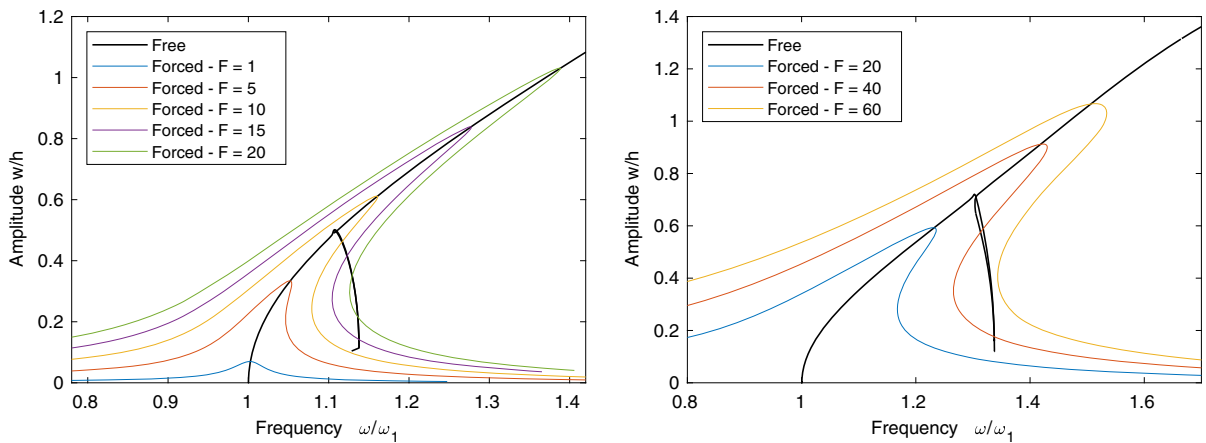 1.2
1
0.8
0.6
0.4
0.2
0
Amplitude w/h
Free
Forced - F = 1
Forced - F = 5
Forced - F = 10
Forced - F = 15
Forced - F = 20
0.8 0.9 1 1.1 1.2 1.3 1.4
Frequency ω/ω₁
1.4
1.2
1
0.8
0.6
0.4
0.2
0
Amplitude w/h
Free
Forced - F = 20
Forced - F = 40
Forced - F = 60
0.8 1 1.2 1.4 1.6
Frequency ω/ω₁